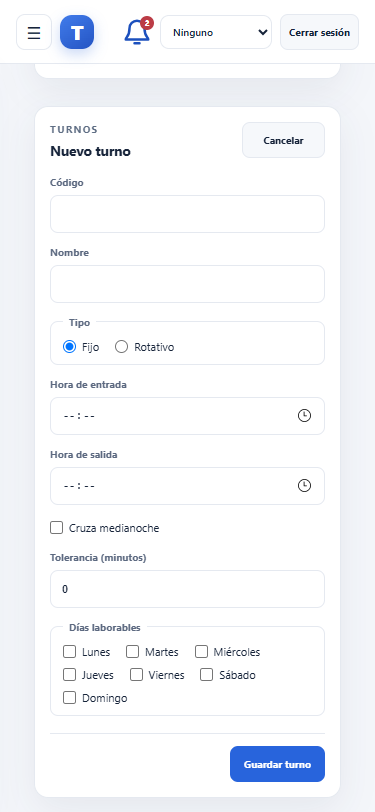 ☰ T 2 Ninguno Cerrar sesión
TURNOS
Nuevo turno
Cancelar
Código
Nombre
Tipo
Fijo Rotativo
Hora de entrada
--:--
Hora de salida
--:--
Cruza medianoche
Tolerancia (minutos)
0
Días laborables
Lunes Martes Miércoles
Jueves Viernes Sábado
Domingo
Guardar turno